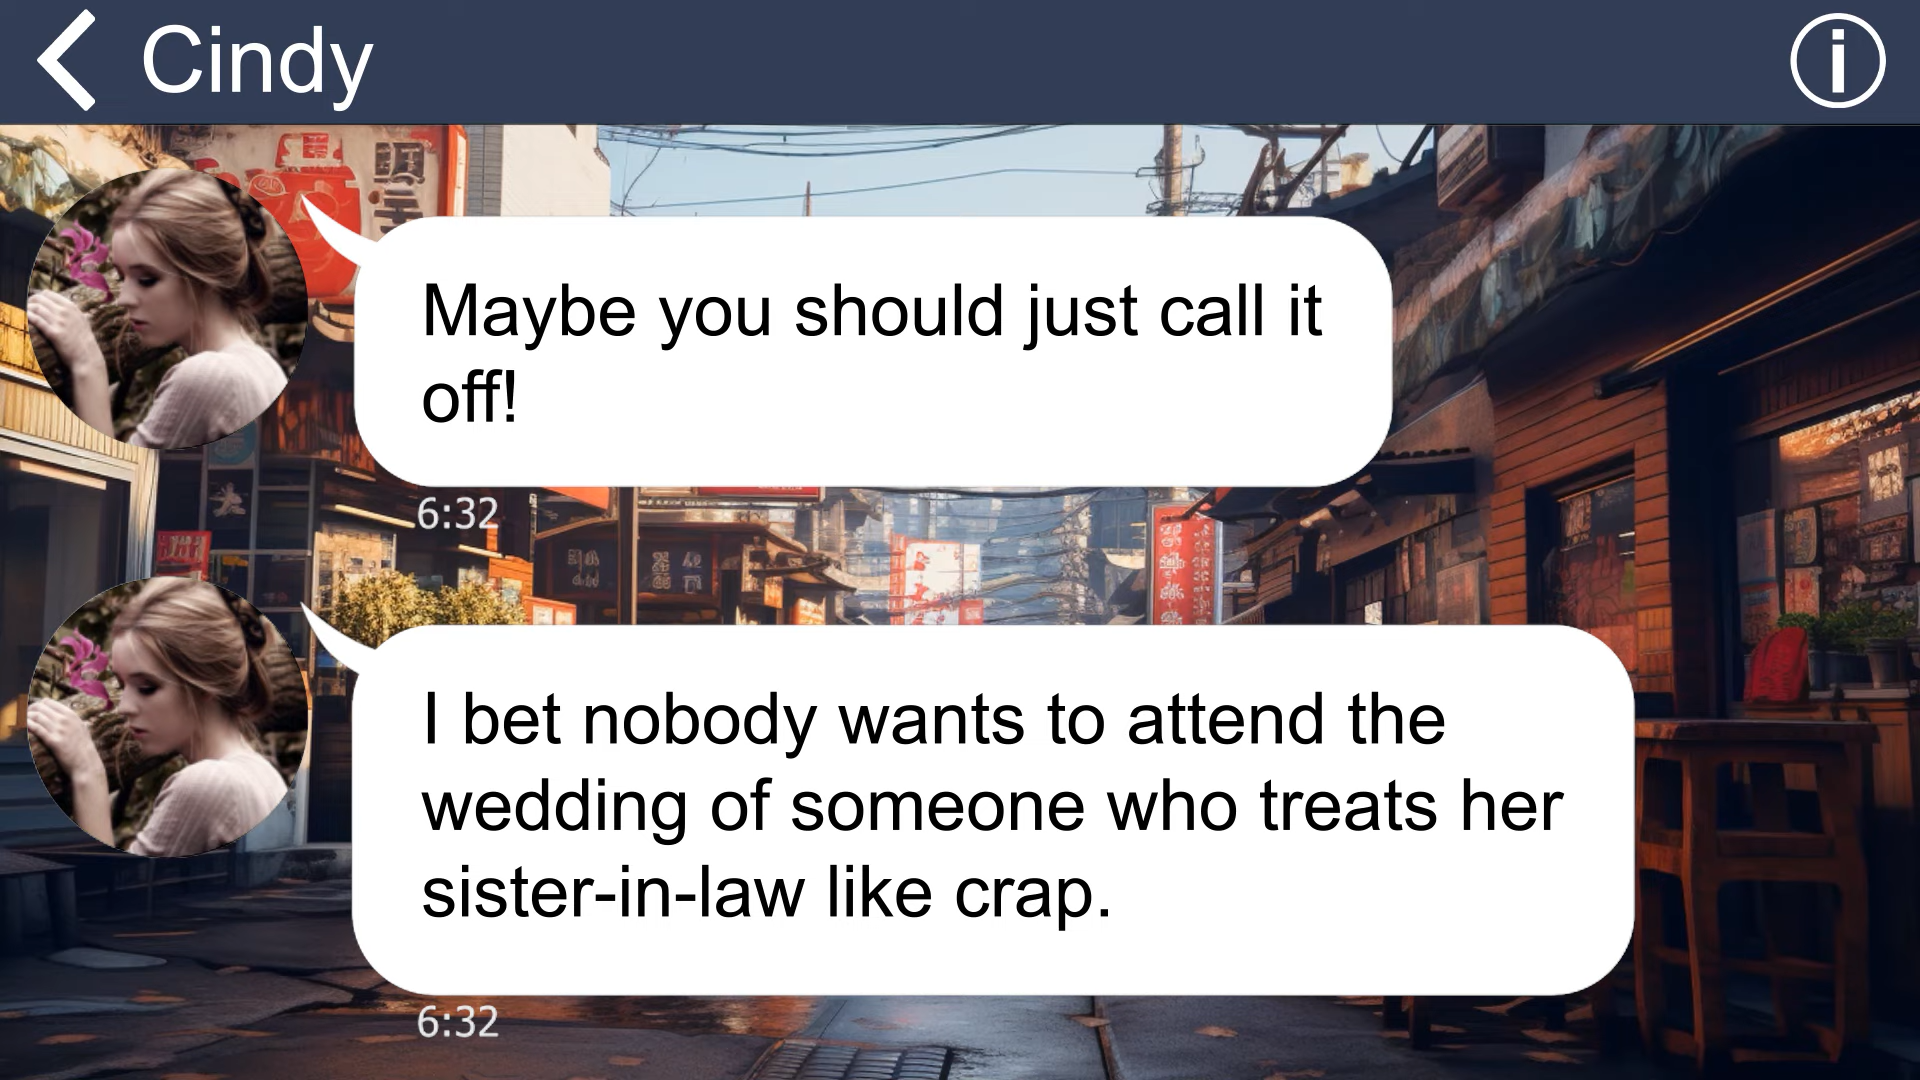 Cindy
Maybe you should just call it
off!
6:32
I bet nobody wants to attend the
wedding of someone who treats her
sister-in-law like crap.
6:32